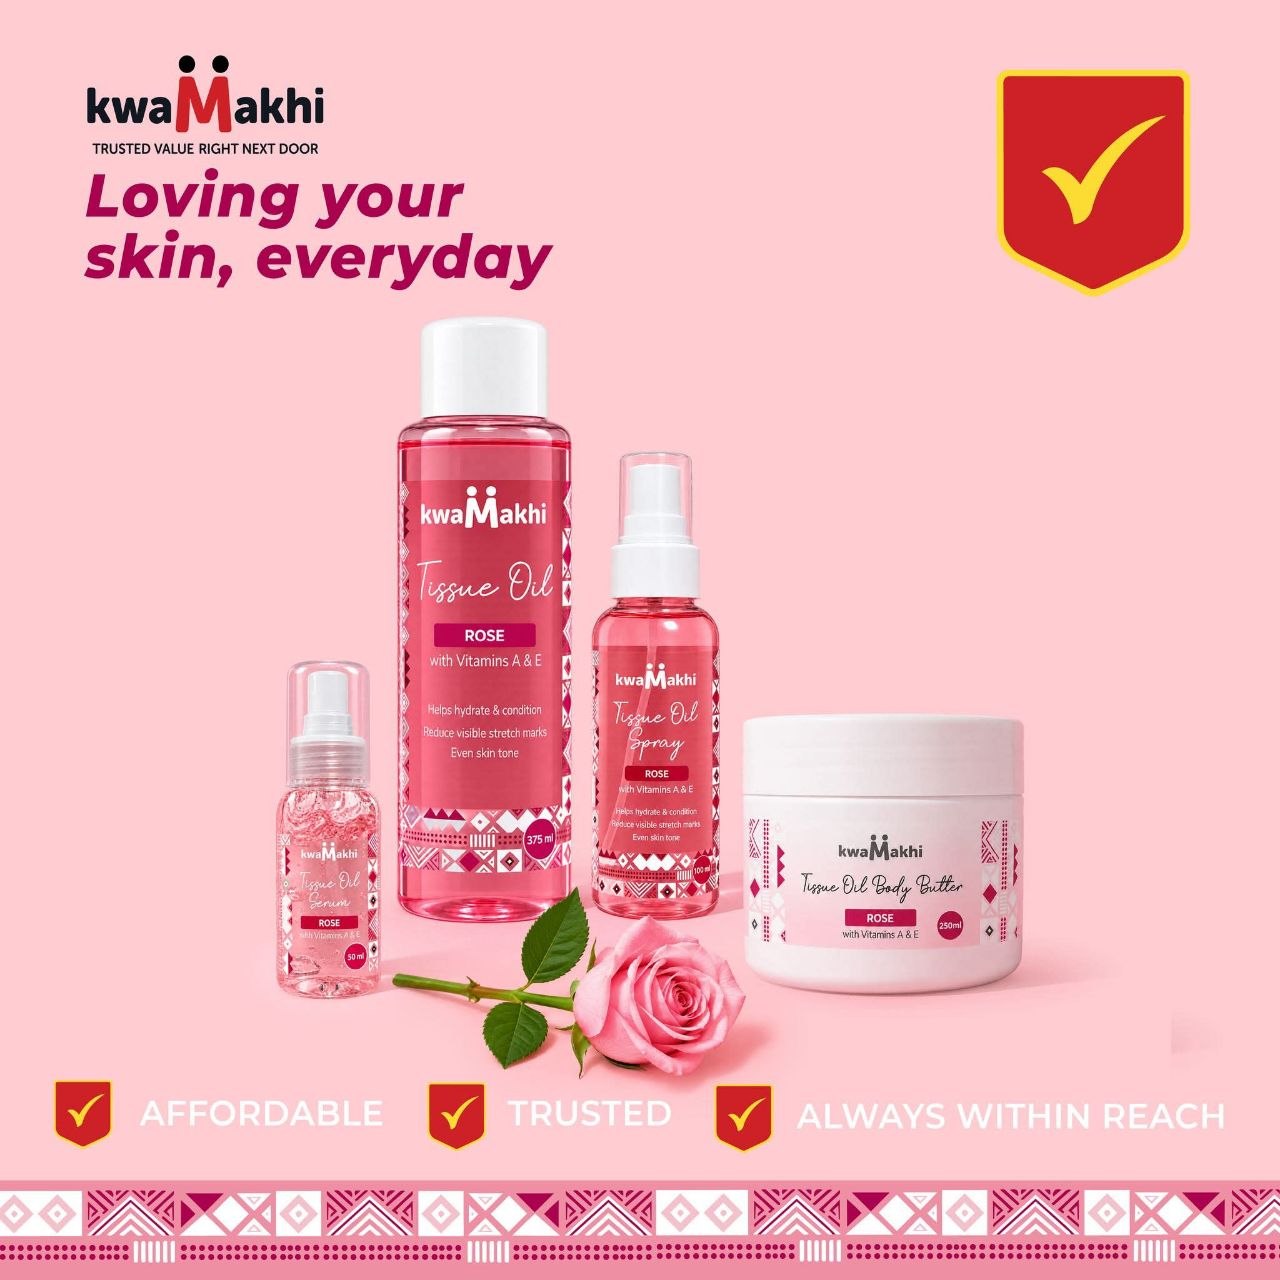 kwaMakhi
TRUSTED VALUE RIGHT NEXT DOOR
Loving your
skin, everyday
kwaMakhi
Tissue Oil
ROSE
with Vitamins A & E
Helps hydrate & condition
Reduce visible stretch marks
Even skin tone
375 ml
kwaMakhi
Tissue Oil
Spray
ROSE
with Vitamins A & E
Helps hydrate & condition
Reduce visible stretch marks
Even skin tone
100 ml
kwaMakhi
Tissue Oil
Serum
ROSE
with Vitamins A & E
50 ml
kwaMakhi
Tissue Oil Body Butter
ROSE
with Vitamins A & E
250ml
AFFORDABLE
TRUSTED
ALWAYS WITHIN REACH